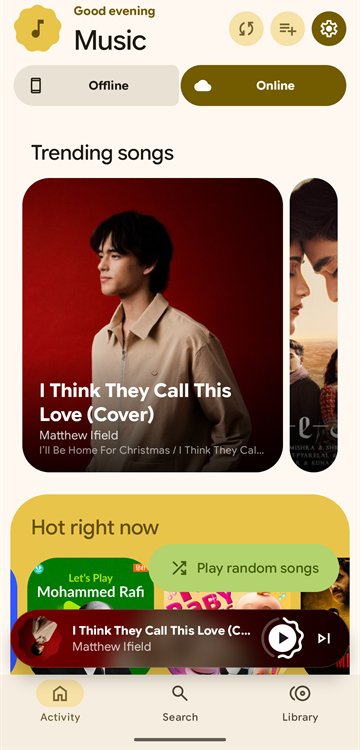 Good evening
Music
Offline
Online
Trending songs
I Think They Call This
Love (Cover)
Matthew Ifield
I'll Be Home For Christmas / I Think They Cal...
Hot right now
हिंदी
Let's Play
Mohammed Rafi
Play random songs
BABY
I Think They Call This Love (C...
Matthew Ifield
Activity
Search
Library